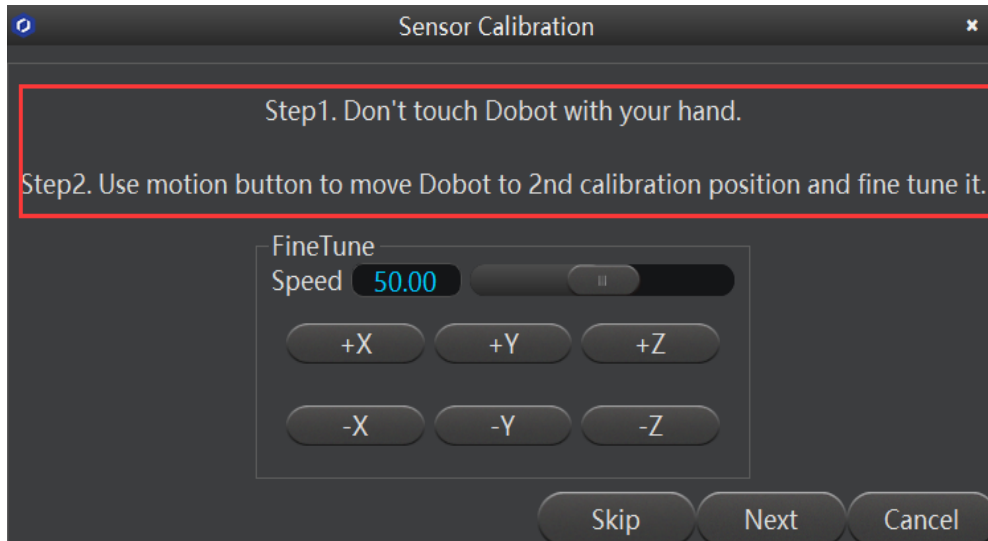 Sensor Calibration
Step1. Don't touch Dobot with your hand.
Step2. Use motion button to move Dobot to 2nd calibration position and fine tune it.
FineTune
Speed 50.00
+X +Y +Z
-X -Y -Z
Skip Next Cancel